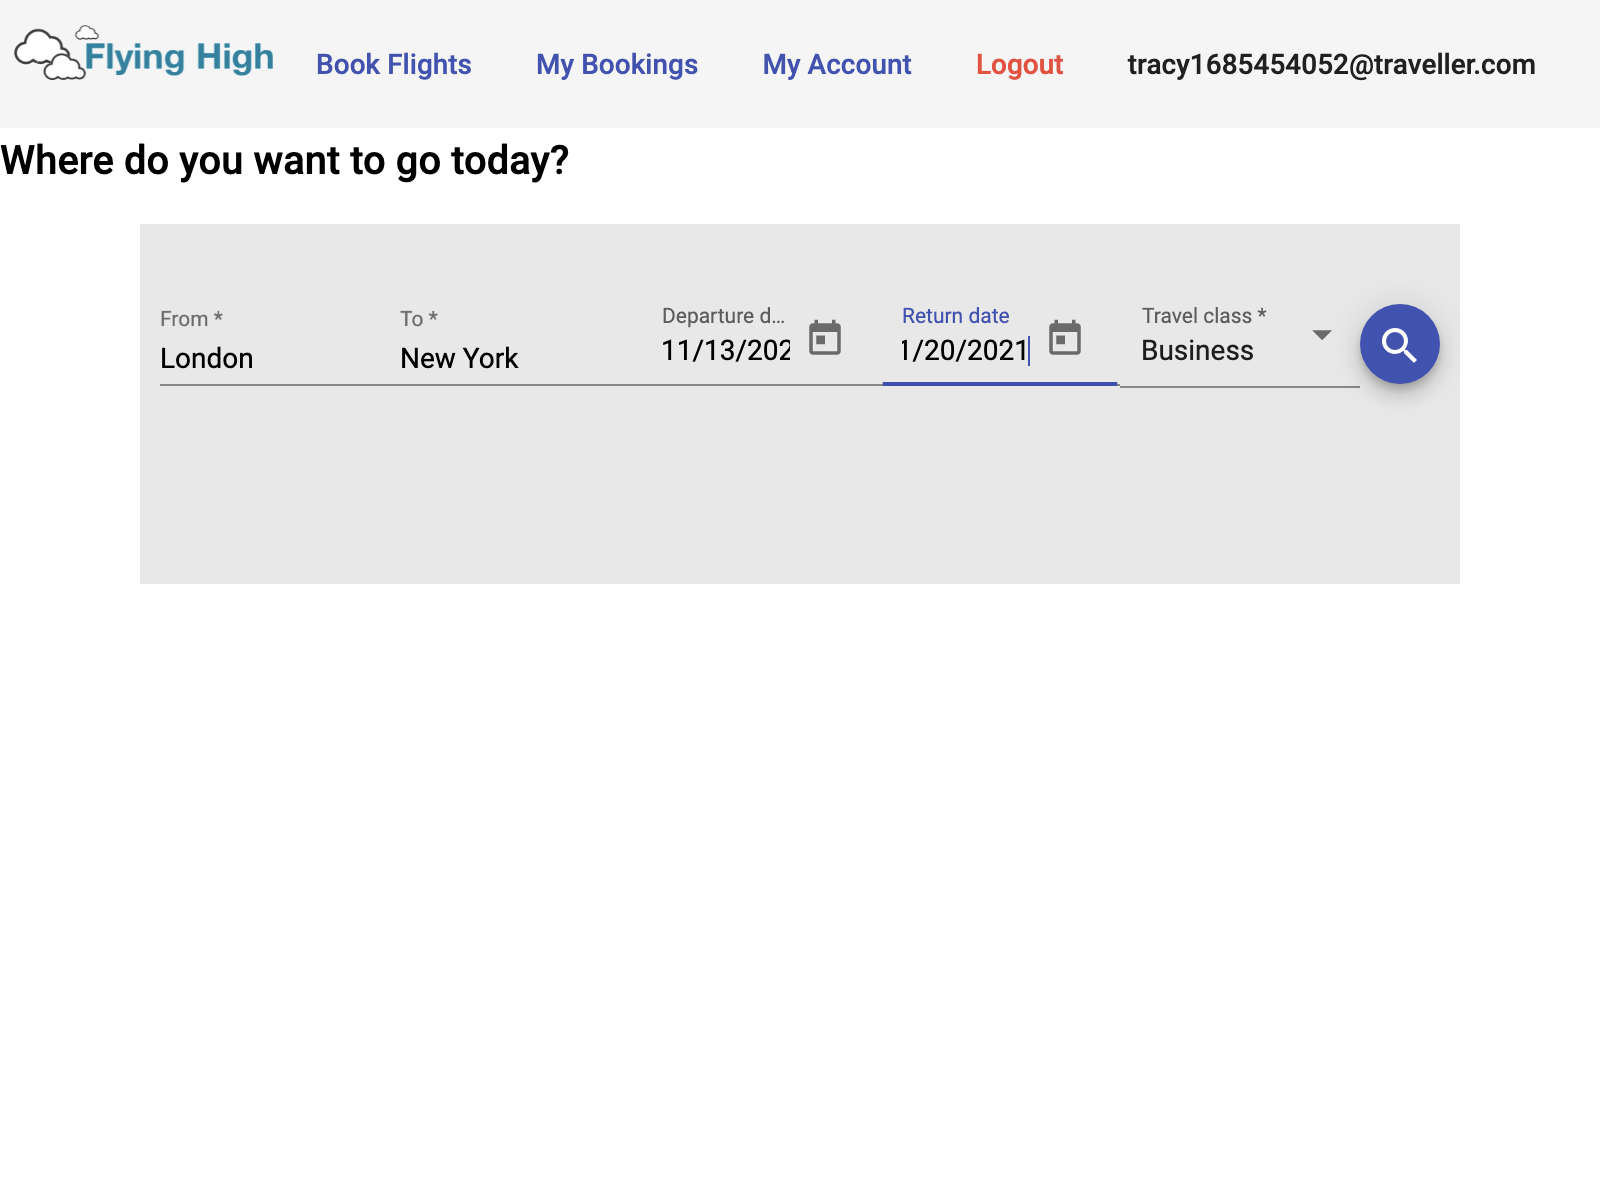 Flying High Book Flights My Bookings My Account Logout tracy1685454052@traveller.com
Where do you want to go today?
From * To * Departure d... Return date Travel class *
London New York 11/13/202 1/20/2021 Business